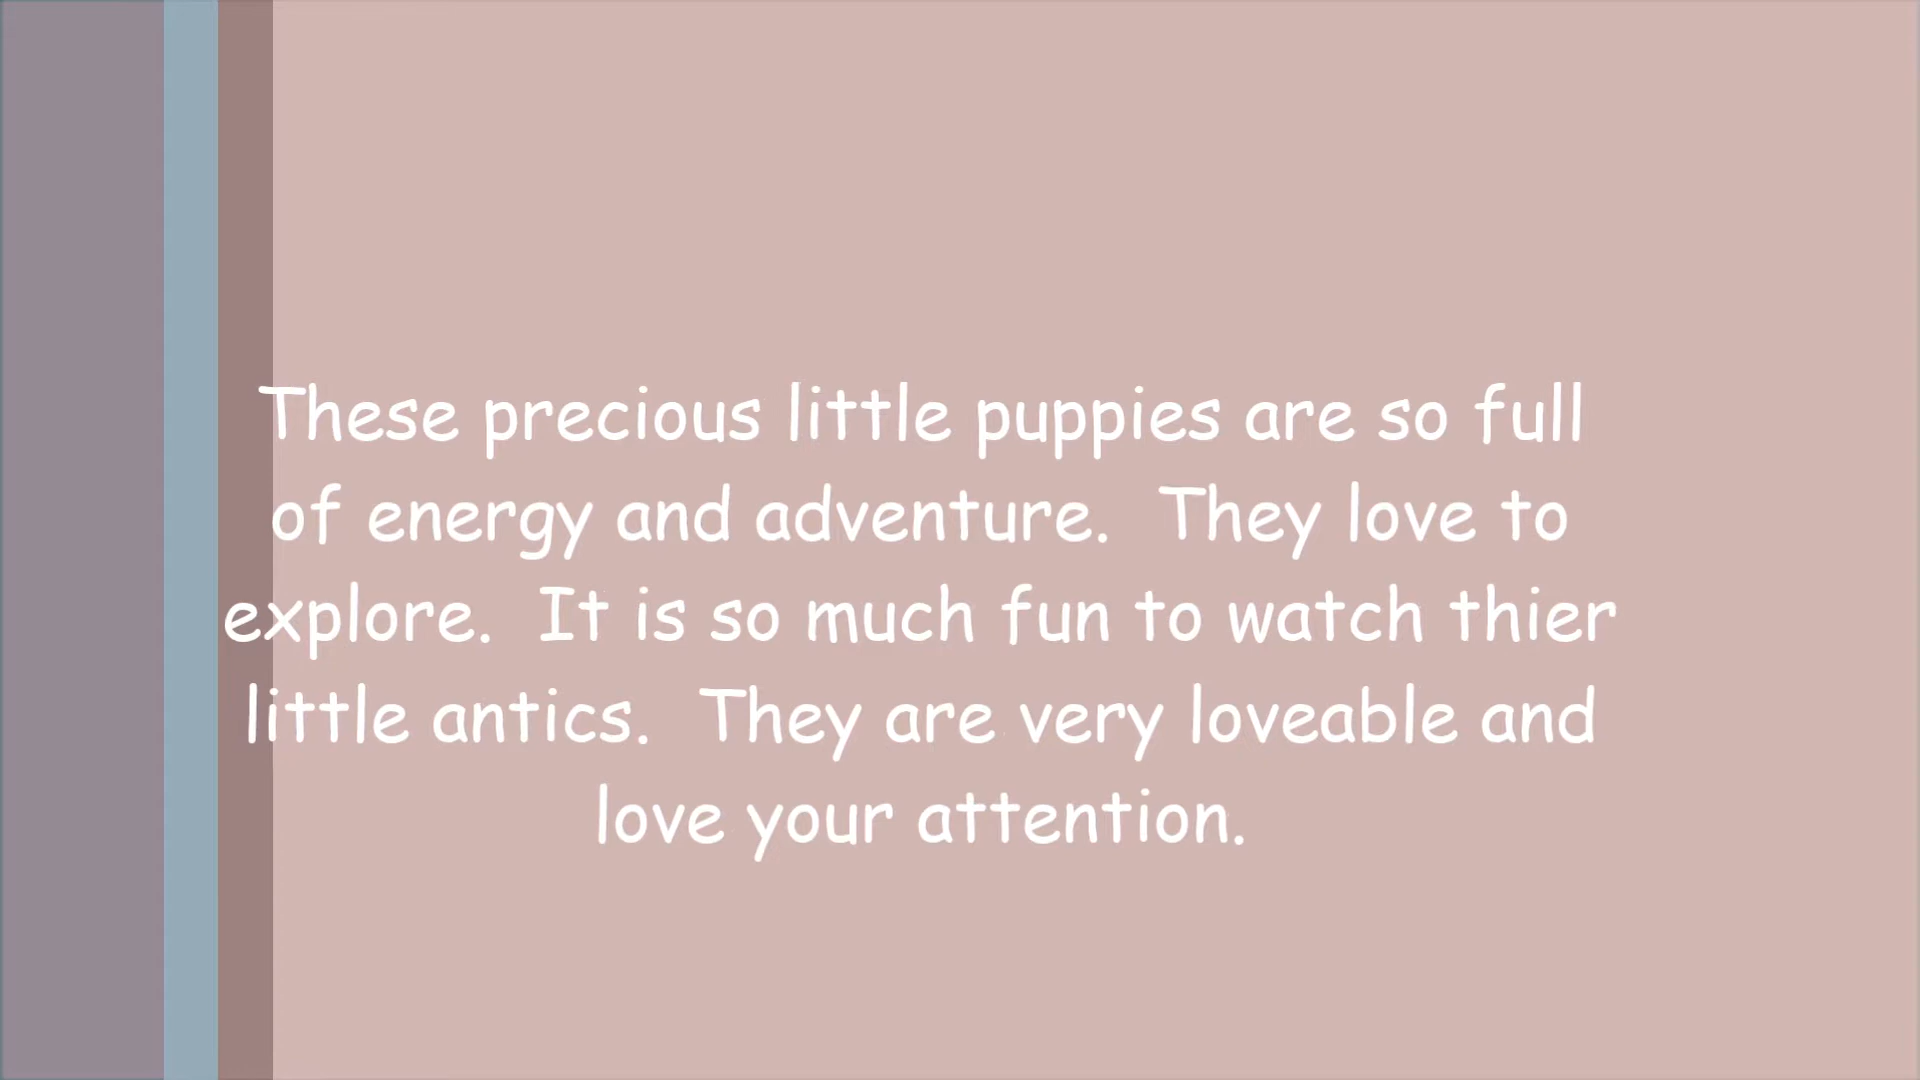 These precious little puppies are so full
of energy and adventure.  They love to
explore.  It is so much fun to watch thier
little antics.  They are very loveable and
love your attention.